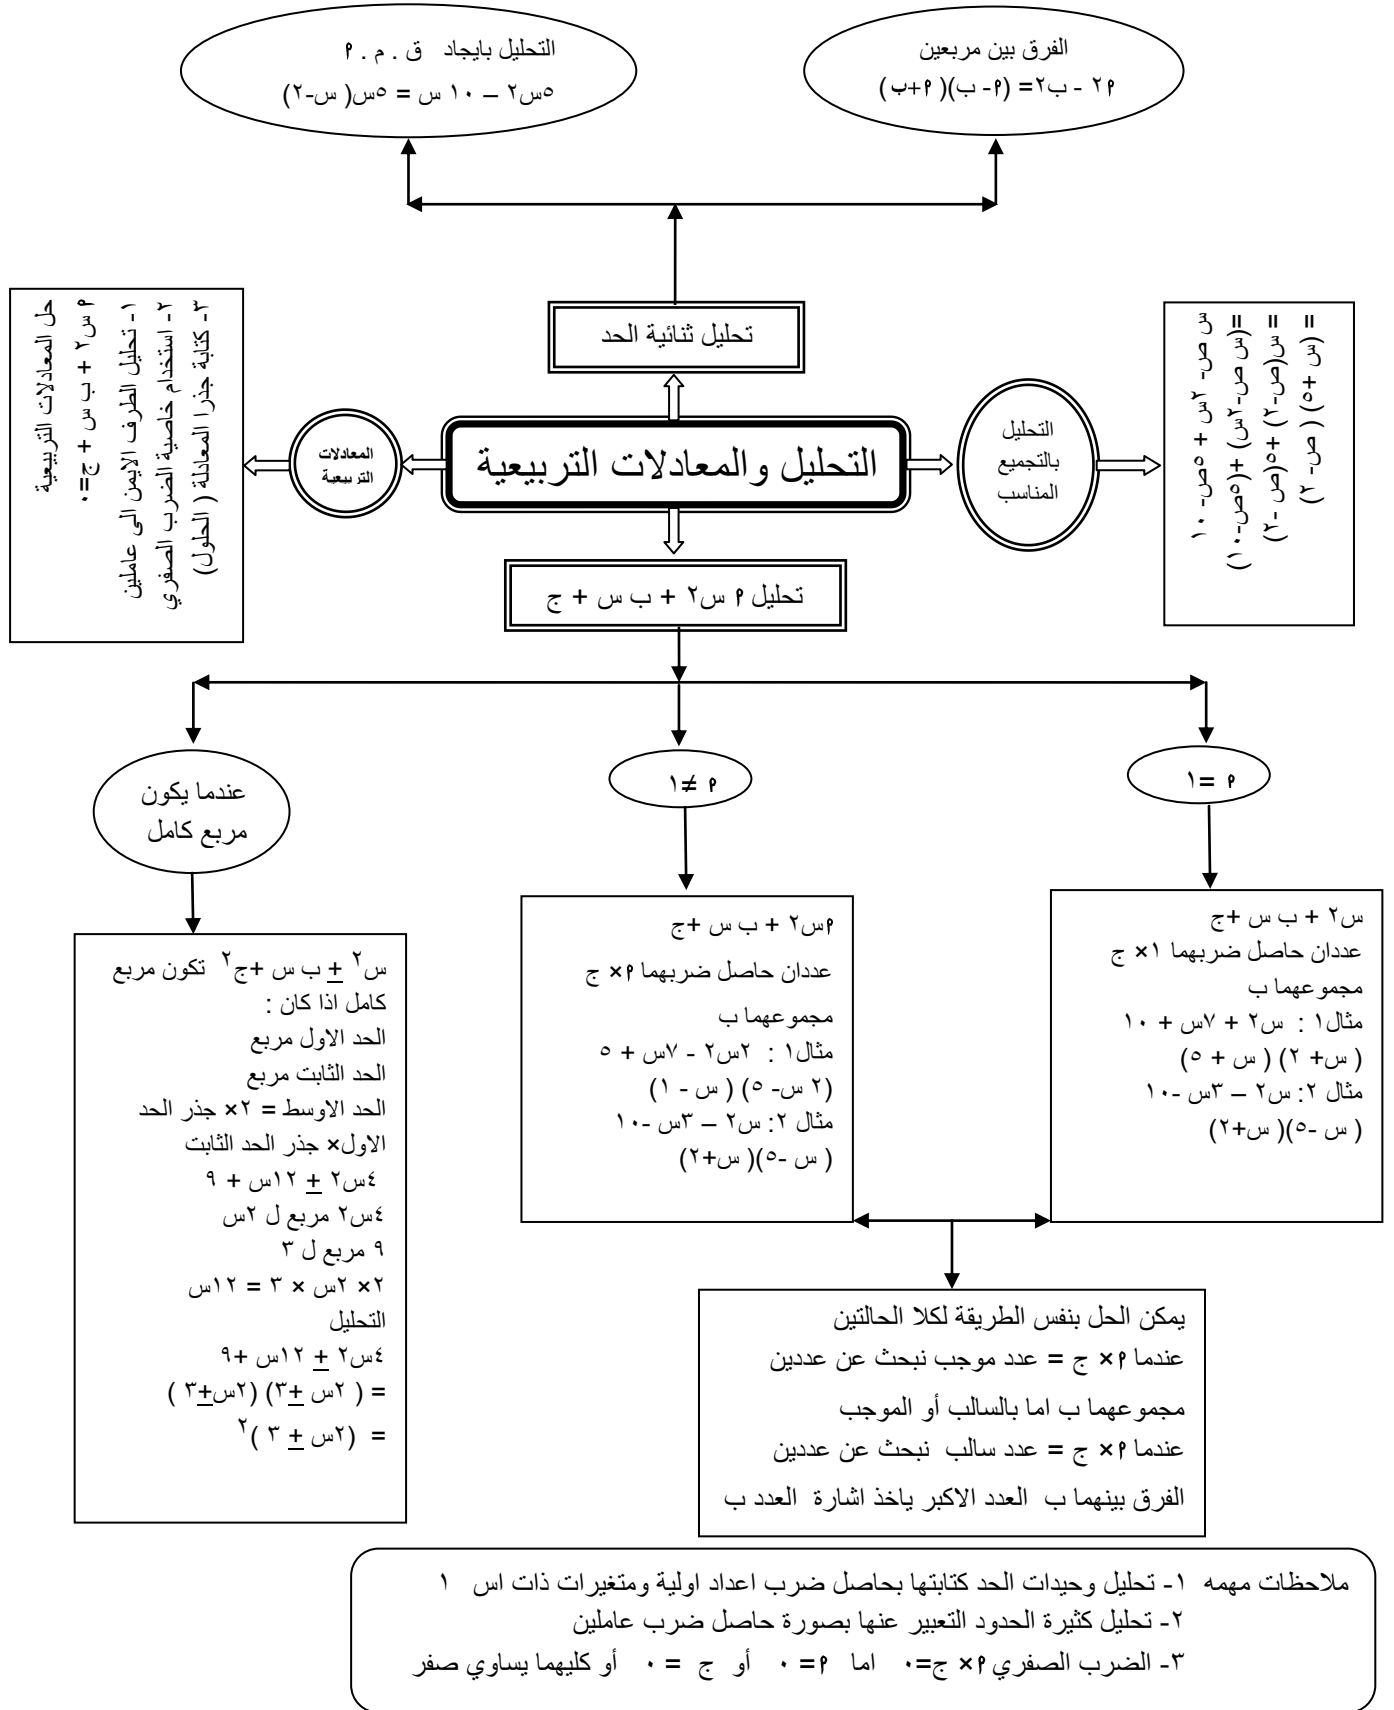 الفرق بين مربعين
م٢ - ب٢= (م- ب)( م+ب )
التحليل بايجاد ق . م . م
٥س٢ – ١٠ س = ٥س( س-٢)
تحليل ثنائية الحد
س ص- ٢س + ٥ص- ١٠
=(س ص-٢س) +(٥ص-١٠)
= س(ص-٢) +٥(ص -٢)
= (س +٥) ( ص- ٢)
التحليل
بالتجميع
المناسب
التحليل والمعادلات التربيعية
المعادلات
التربيعية
حل المعادلات التربيعية
م س٢ + ب س + ج=٠
١- تحليل الطرف الايمن الى عاملين
٢- استخدام خاصية الضرب الصفري
٣- كتابة جذرا المعادلة ( الحلول)
تحليل م س٢ + ب س + ج
م =١
م ≠١
عندما يكون
مربع كامل
س٢ + ب س +ج
عددان حاصل ضربهما ١× ج
مجموعهما ب
مثال١ : س٢ + ٧س + ١٠
( س+ ٢) ( س + ٥)
مثال ٢: س٢ – ٣س -١٠
( س -٥)( س+٢)
مس٢ + ب س +ج
عددان حاصل ضربهما م× ج
مجموعهما ب
مثال١ : ٢س٢ - ٧س + ٥
(٢ س- ٥) ( س - ١)
مثال ٢: س٢ – ٣س -١٠
( س -٥)( س+٢)
س٢ ± ب س +ج٢ تكون مربع
كامل اذا كان :
الحد الاول مربع
الحد الثابت مربع
الحد الاوسط = ٢× جذر الحد
الاول× جذر الحد الثابت
٤س٢ ± ١٢س + ٩
٤س٢ مربع ل ٢س
٩ مربع ل ٣
٢× ٢س × ٣ = ١٢س
التحليل
٤س٢ ± ١٢س +٩
= ( ٢س ±٣) (٢س±٣ )
= (٢س ± ٣ )٢
يمكن الحل بنفس الطريقة لكلا الحالتين
عندما م× ج = عدد موجب نبحث عن عددين
مجموعهما ب اما بالسالب أو الموجب
عندما م× ج = عدد سالب نبحث عن عددين
الفرق بينهما ب العدد الاكبر ياخذ اشارة العدد ب
ملاحظات مهمه ١- تحليل وحيدات الحد كتابتها بحاصل ضرب اعداد اولية ومتغيرات ذات اس ١
٢- تحليل كثيرة الحدود التعبير عنها بصورة حاصل ضرب عاملين
٣- الضرب الصفري م× ج=٠ اما م= ٠ أو ج = ٠ أو كليهما يساوي صفر